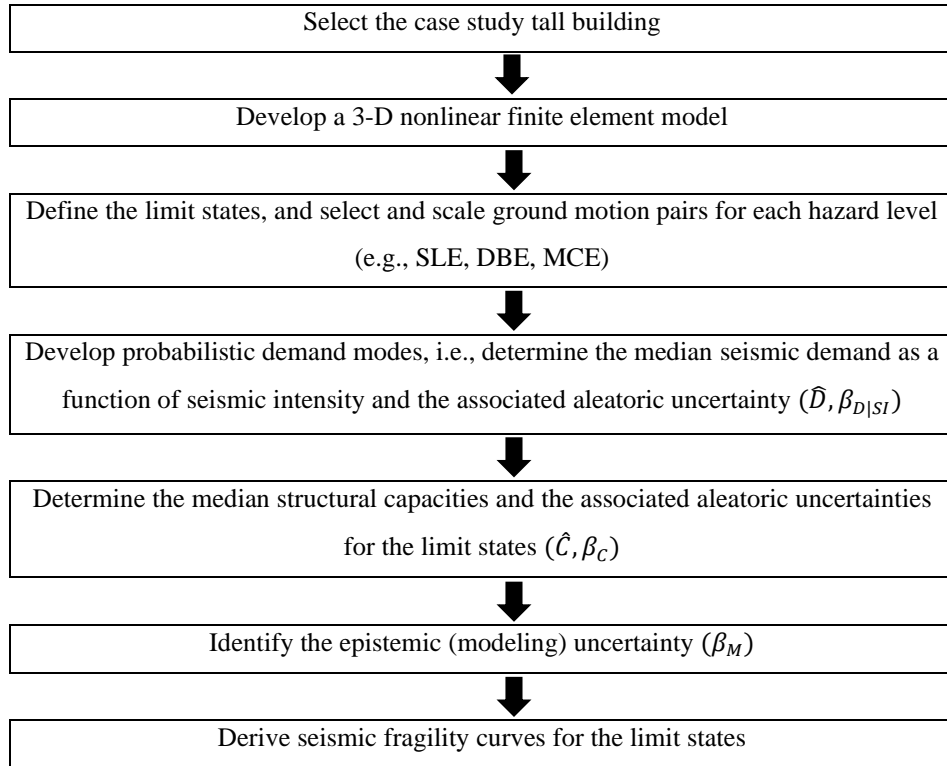 Select the case study tall building
Develop a 3-D nonlinear finite element model
Define the limit states, and select and scale ground motion pairs for each hazard level
(e.g., SLE, DBE, MCE)
Develop probabilistic demand modes, i.e., determine the median seismic demand as a
function of seismic intensity and the associated aleatoric uncertainty (D̂, β_{D|SI})
Determine the median structural capacities and the associated aleatoric uncertainties
for the limit states (Ĉ, β_C)
Identify the epistemic (modeling) uncertainty (β_M)
Derive seismic fragility curves for the limit states